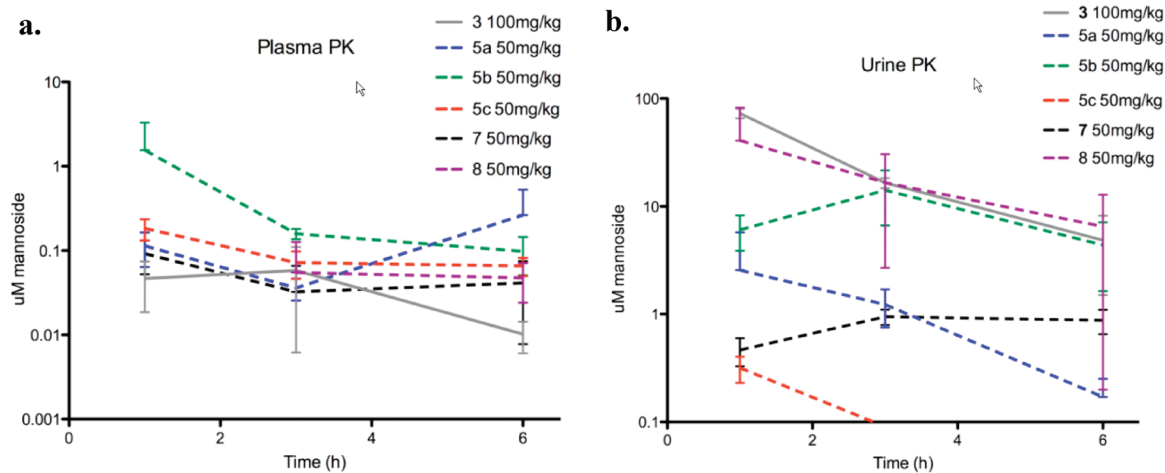 a.
Plasma PK
3 100mg/kg
5a 50mg/kg
5b 50mg/kg
5c 50mg/kg
7 50mg/kg
8 50mg/kg
uM mannoside
10
1
0.1
0.01
0.001
0
2
4
6
Time (h)
b.
Urine PK
3 100mg/kg
5a 50mg/kg
5b 50mg/kg
5c 50mg/kg
7 50mg/kg
8 50mg/kg
uM mannoside
100
10
1
0.1
0
2
4
6
Time (h)